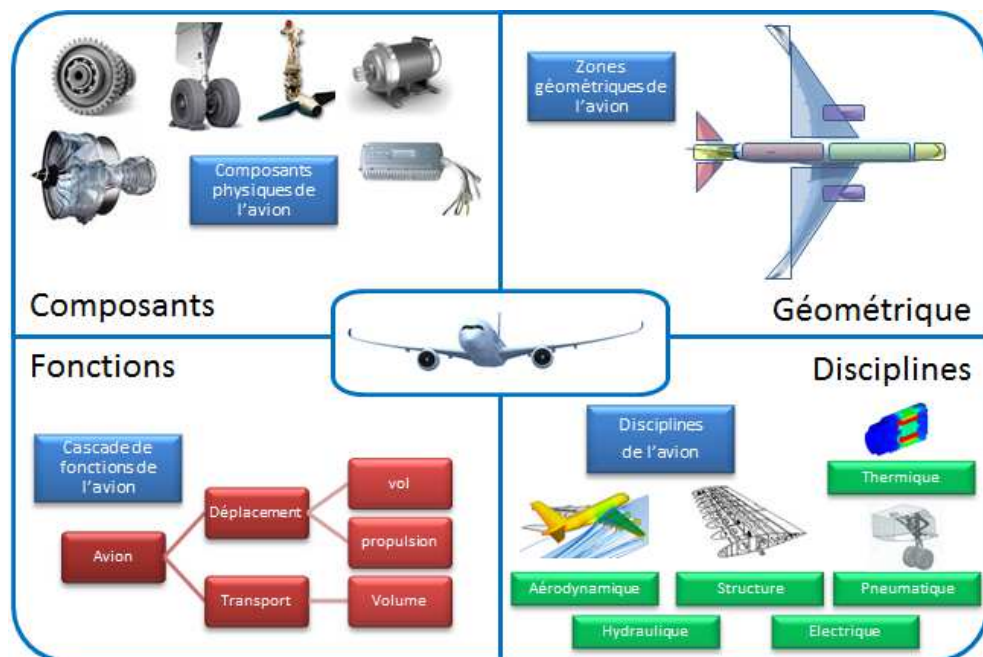 Composants
physiques de
l'avion
Composants
Zones
géométriques de
l'avion
Géométrique
Fonctions
Cascade de
fonctions de
l'avion
Avion
Déplacement
vol
propulsion
Transport
Volume
Disciplines
Disciplines
de l'avion
Thermique
Aérodynamique
Structure
Pneumatique
Hydraulique
Electrique